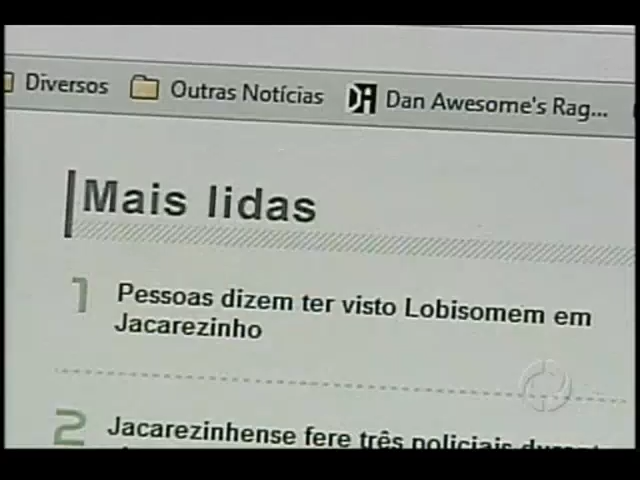 Diversos Outras Notícias DH Dan Awesome's Rag...
Mais lidas
1 Pessoas dizem ter visto Lobisomem em
Jacarezinho
2 Jacarezinhense fere três policiais